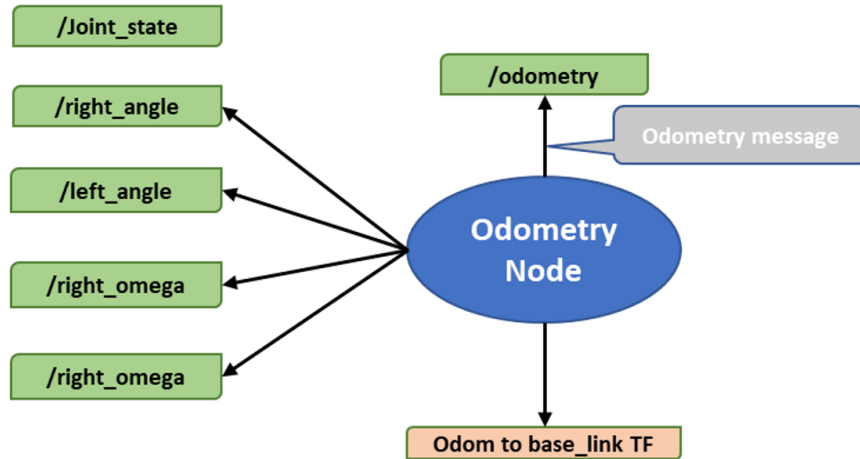 /Joint_state
/right_angle
/left_angle
/right_omega
/right_omega
/odometry
Odometry message
Odometry
Node
Odom to base_link TF